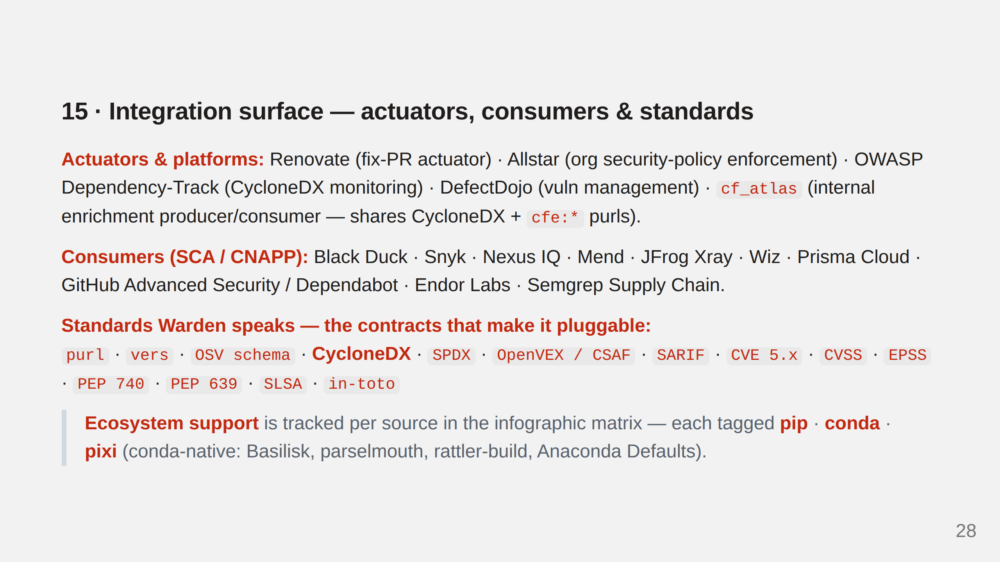 15 · Integration surface — actuators, consumers & standards
Actuators & platforms: Renovate (fix-PR actuator) · Allstar (org security-policy enforcement) · OWASP
Dependency-Track (CycloneDX monitoring) · DefectDojo (vuln management) · cf_atlas (internal
enrichment producer/consumer — shares CycloneDX + cfe:* purls).
Consumers (SCA / CNAPP): Black Duck · Snyk · Nexus IQ · Mend · JFrog Xray · Wiz · Prisma Cloud ·
GitHub Advanced Security / Dependabot · Endor Labs · Semgrep Supply Chain.
Standards Warden speaks — the contracts that make it pluggable:
purl · vers · OSV schema · CycloneDX · SPDX · OpenVEX / CSAF · SARIF · CVE 5.x · CVSS · EPSS
· PEP 740 · PEP 639 · SLSA · in-toto
Ecosystem support is tracked per source in the infographic matrix — each tagged pip · conda ·
pixi (conda-native: Basilisk, parselmouth, rattler-build, Anaconda Defaults).
28